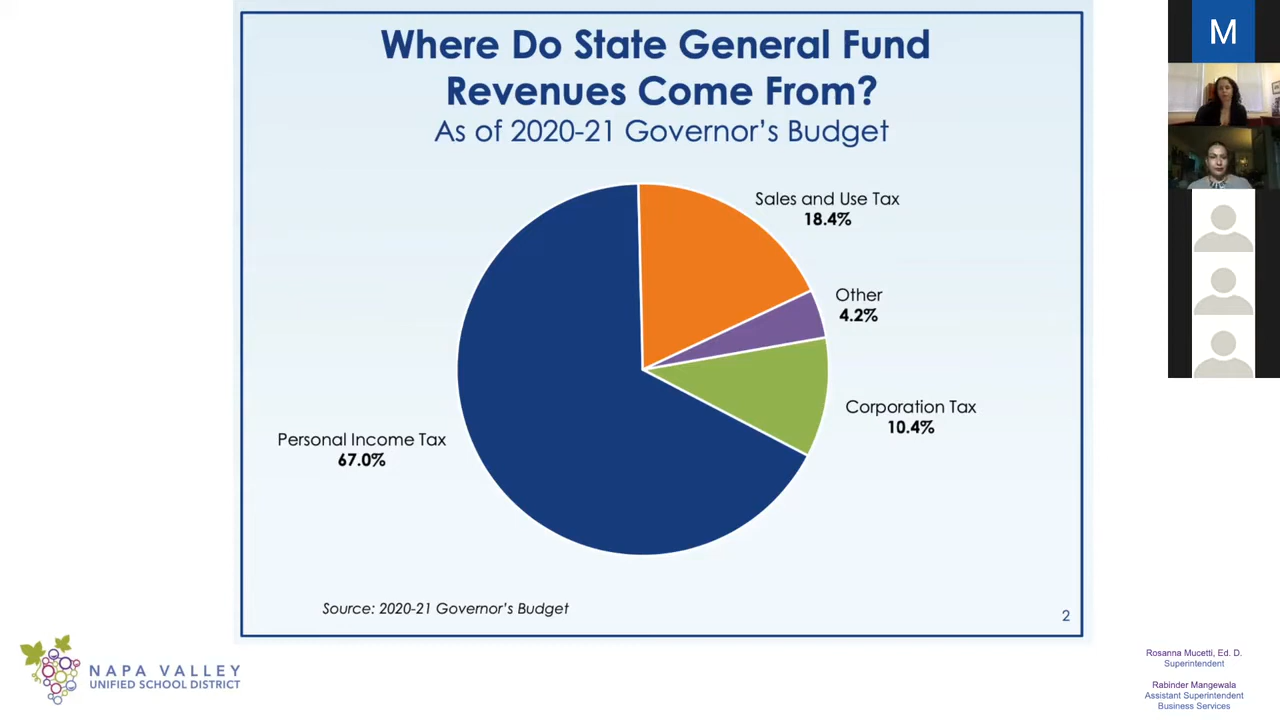 Where Do State General Fund
Revenues Come From?
As of 2020-21 Governor's Budget
Sales and Use Tax
18.4%
Other
4.2%
Corporation Tax
10.4%
Personal Income Tax
67.0%
Source: 2020-21 Governor's Budget
2
M
NAPA VALLEY
UNIFIED SCHOOL DISTRICT
Rosanna Mucetti, Ed. D.
Superintendent
Rabinder Mangewala
Assistant Superintendent
Business Services